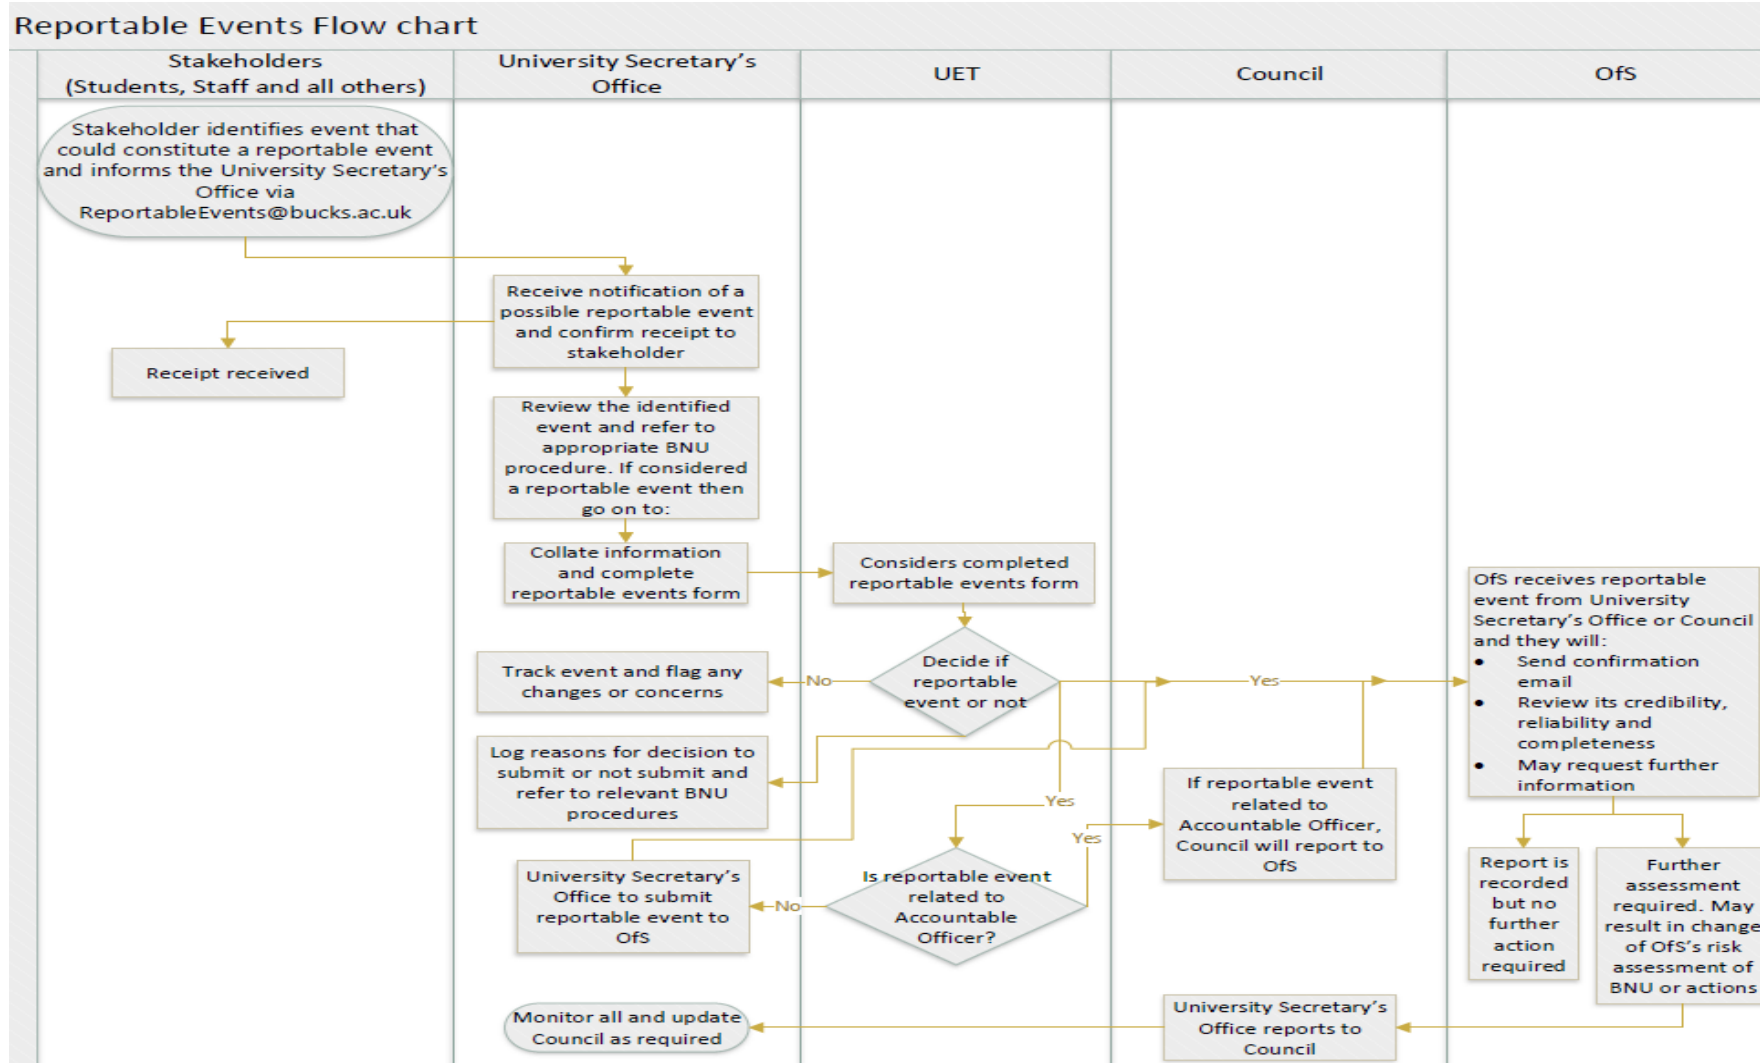 Reportable Events Flow chart
Stakeholders
(Students, Staff and all others)
University Secretary's
Office
UET
Council
OfS
Stakeholder identifies event that
could constitute a reportable event
and informs the University Secretary's
Office via
ReportableEvents@bucks.ac.uk
Receive notification of a
possible reportable event
and confirm receipt to
stakeholder
Receipt received
Review the identified
event and refer to
appropriate BNU
procedure. If considered
a reportable event then
go on to:
Collate information
and complete
reportable events form
Considers completed
reportable events form
Decide if
reportable
event or not
No
Track event and flag any
changes or concerns
Log reasons for decision to
submit or not submit and
refer to relevant BNU
procedures
Yes
Yes
Is reportable event
related to
Accountable
Officer?
No
University Secretary's
Office to submit
reportable event to
OfS
Yes
If reportable event
related to
Accountable Officer,
Council will report to
OfS
OfS receives reportable
event from University
Secretary's Office or Council
and they will:
• Send confirmation
email
• Review its credibility,
reliability and
completeness
• May request further
information
Report is
recorded
but no
further
action
required
Further
assessment
required. May
result in change
of OfS's risk
assessment of
BNU or actions
University Secretary's
Office reports to
Council
Monitor all and update
Council as required